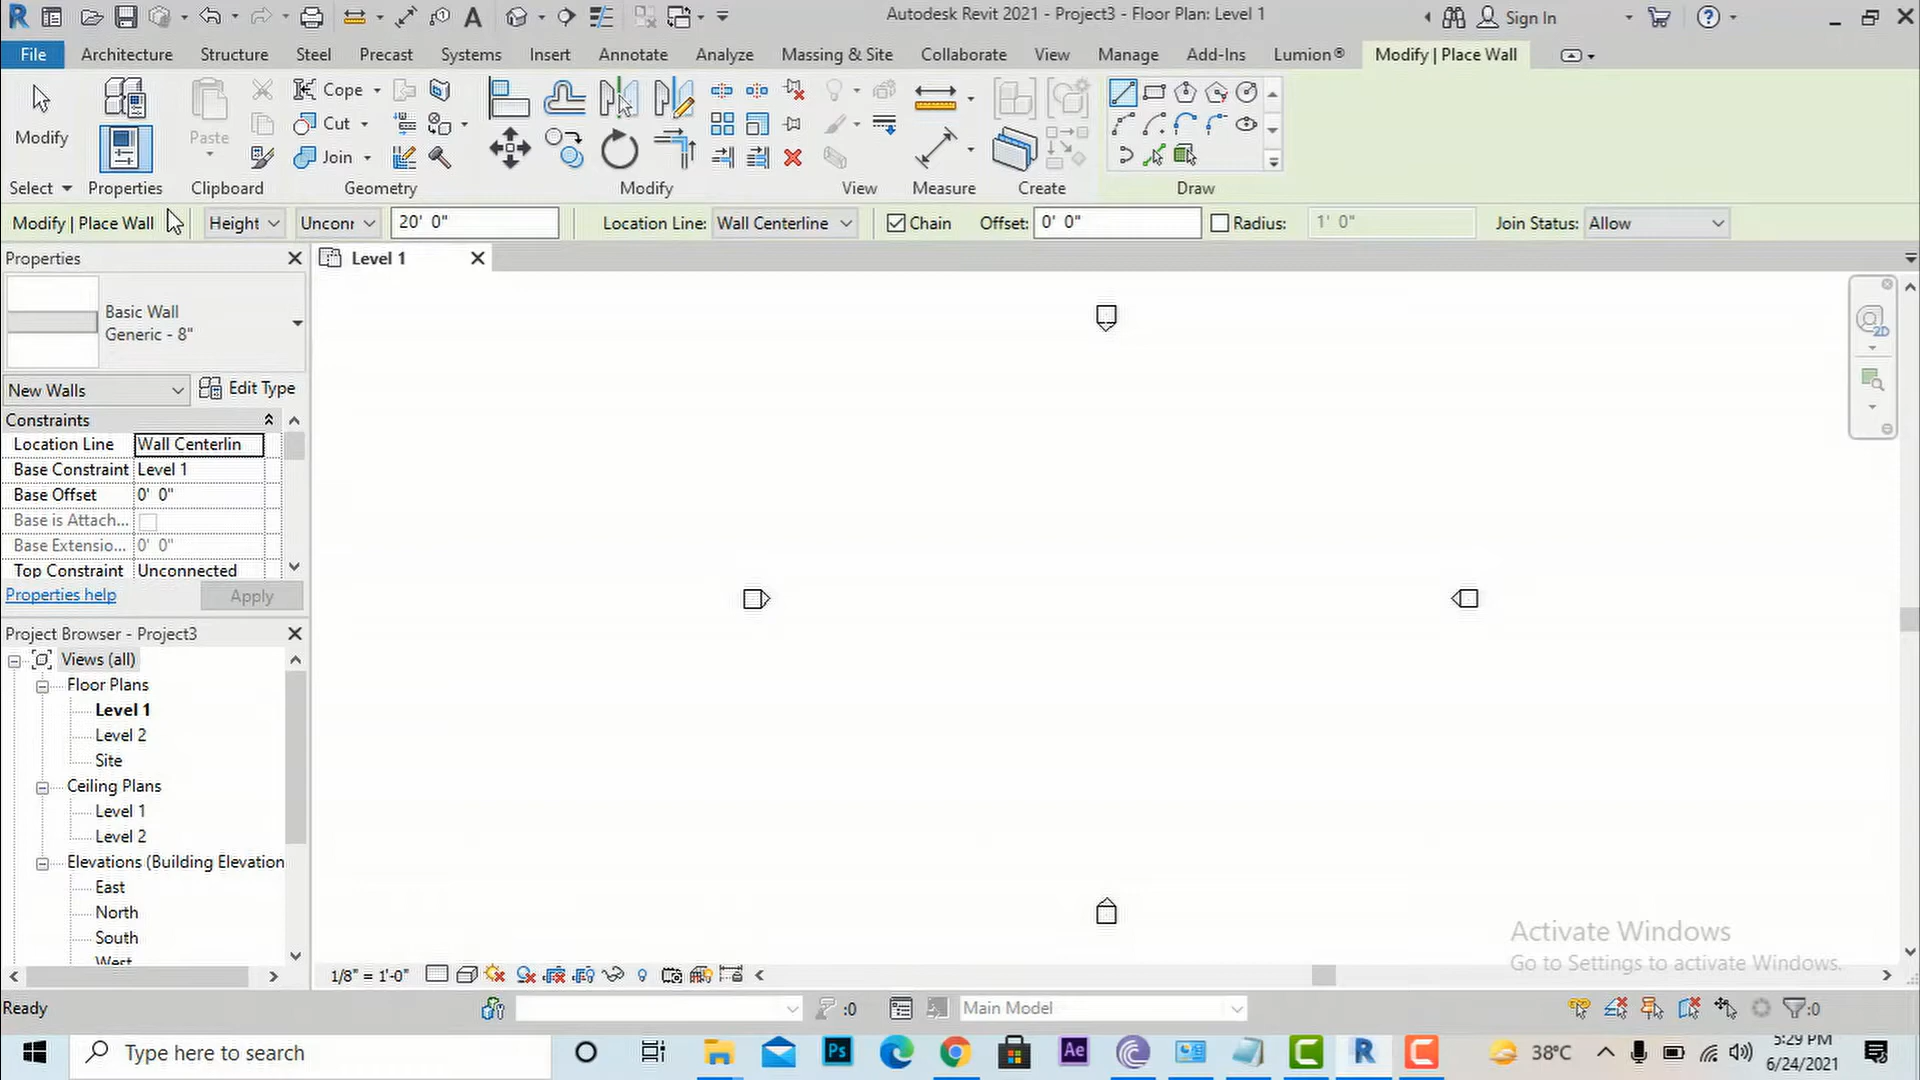 Autodesk Revit 2021 - Project3 - Floor Plan: Level 1
Sign In
File Architecture Structure Steel Precast Systems Insert Annotate Analyze Massing & Site Collaborate View Manage Add-Ins Lumion® Modify | Place Wall
Modify
Paste
Cope
Cut
Join
Select Properties Clipboard Geometry Modify View Measure Create Draw
Modify | Place Wall Height Unconr 20' 0" Location Line: Wall Centerline Chain Offset: 0' 0" Radius: 1' 0" Join Status: Allow
Properties
Level 1
Basic Wall
Generic - 8"
New Walls
Edit Type
Constraints
Location Line Wall Centerlin
Base Constraint Level 1
Base Offset 0' 0"
Base is Attach...
Base Extensio... 0' 0"
Top Constraint Unconnected
Properties help
Apply
Project Browser - Project3
Views (all)
Floor Plans
Level 1
Level 2
Site
Ceiling Plans
Level 1
Level 2
Elevations (Building Elevation
East
North
South
West
2D
Activate Windows
Go to Settings to activate Windows.
1/8" = 1'-0"
Ready
:0
Main Model
:0
Type here to search
Ps
Ae
38°C
5:29 PM
6/24/2021